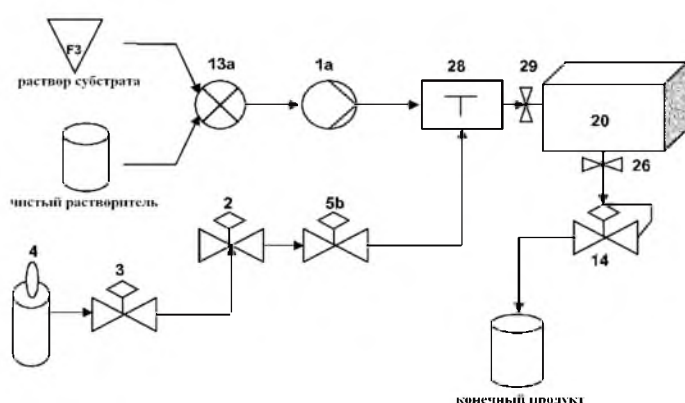 F3
раствор субстрата
13a
1a
28
29
20
чистый растворитель
2
5b
26
4
3
14
конечный продукт